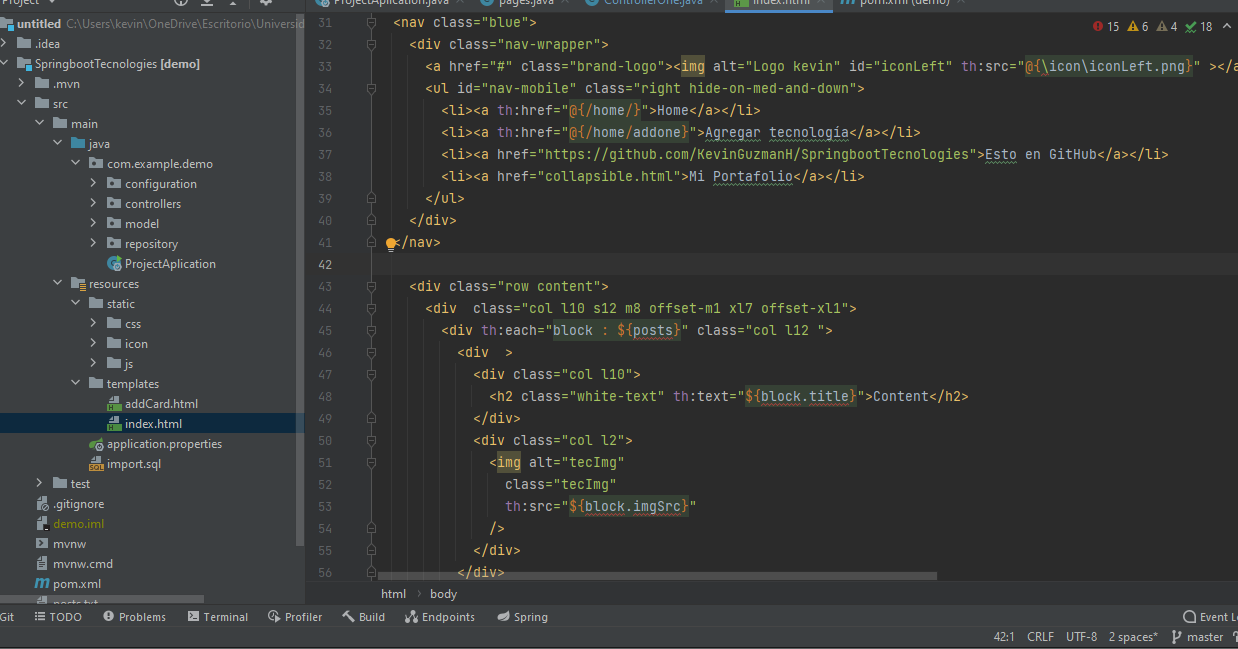 Project
ProjectAplication.java pages.java ControllerOne.java index.html pom.xml (demo)
untitled C:\Users\kevin\OneDrive\Escritorio\Universid
.idea
SpringbootTecnologies [demo]
.mvn
src
main
java
com.example.demo
configuration
controllers
model
repository
ProjectAplication
resources
static
css
icon
js
templates
addCard.html
index.html
application.properties
import.sql
test
.gitignore
demo.iml
mvnw
mvnw.cmd
pom.xml
posts.txt
15 6 4 18
31 <nav class="blue">
32 <div class="nav-wrapper">
33 <a href="#" class="brand-logo"><img alt="Logo kevin" id="iconLeft" th:src="@{\icon\iconLeft.png}" ></a
34 <ul id="nav-mobile" class="right hide-on-med-and-down">
35 <li><a th:href="@{/home/}">Home</a></li>
36 <li><a th:href="@{/home/addone}">Agregar tecnología</a></li>
37 <li><a href="https://github.com/KevinGuzmanH/SpringbootTecnologies">Esto en GitHub</a></li>
38 <li><a href="collapsible.html">Mi Portafolio</a></li>
39 </ul>
40 </div>
41 </nav>
42
43 <div class="row content">
44 <div  class="col l10 s12 m8 offset-m1 xl7 offset-xl1">
45 <div th:each="block : ${posts}" class="col l12 ">
46 <div  >
47 <div class="col l10">
48 <h2 class="white-text" th:text="${block.title}">Content</h2>
49 </div>
50 <div class="col l2">
51 <img alt="tecImg"
52 class="tecImg"
53 th:src="${block.imgSrc}"
54 />
55 </div>
56 </div>
html body
Git TODO Problems Terminal Profiler Build Endpoints Spring Event L
42:1 CRLF UTF-8 2 spaces* master